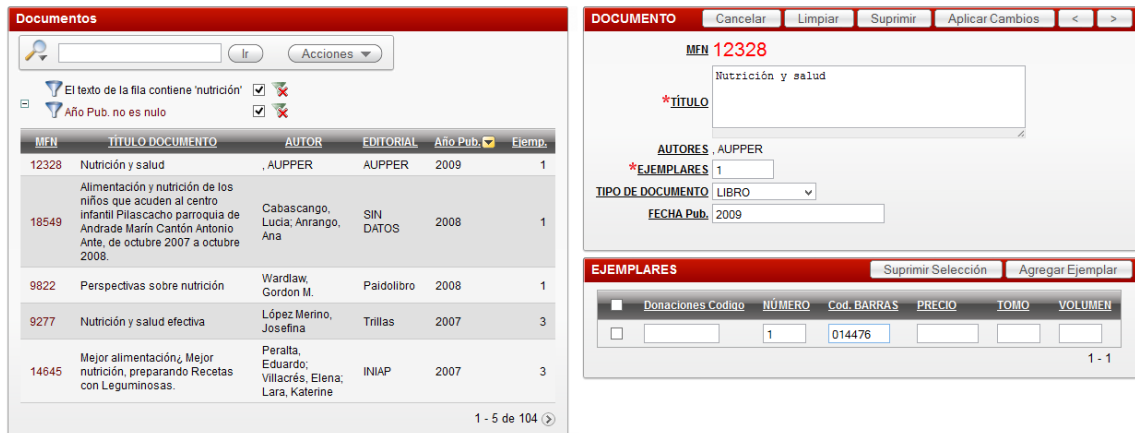 Documentos
Ir
Acciones
El texto de la fila contiene 'nutrición'
Año Pub. no es nulo
MFN TÍTULO DOCUMENTO AUTOR EDITORIAL Año Pub. Ejemp.
12328 Nutrición y salud , AUPPER AUPPER 2009 1
Alimentación y nutrición de los
niños que acuden al centro
infantil Pilascacho parroquia de
Andrade Marín Cantón Antonio
Ante, de octubre 2007 a octubre
2008.
18549
Cabascango,
Lucia; Anrango,
Ana
SIN
DATOS
2008 1
9822 Perspectivas sobre nutrición
Wardlaw,
Gordon M.
Paidolibro 2008 1
9277 Nutrición y salud efectiva
López Merino,
Josefina
Trillas 2007 3
14645
Mejor alimentación¿ Mejor
nutrición, preparando Recetas
con Leguminosas.
Peralta,
Eduardo;
Villacrés, Elena;
Lara, Katerine
INIAP 2007 3
1 - 5 de 104
DOCUMENTO Cancelar Limpiar Suprimir Aplicar Cambios < >
MFN 12328
*TÍTULO Nutrición y salud
AUTORES , AUPPER
*EJEMPLARES 1
TIPO DE DOCUMENTO LIBRO
FECHA Pub. 2009
EJEMPLARES Suprimir Selección Agregar Ejemplar
Donaciones Codigo NÚMERO Cod. BARRAS PRECIO TOMO VOLUMEN
1 014476
1 - 1